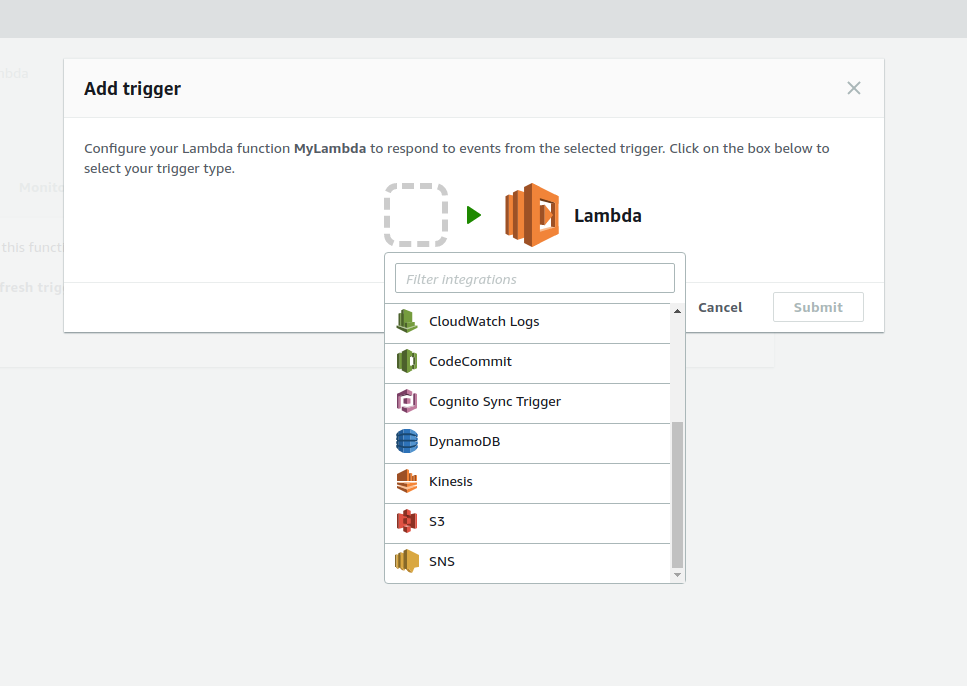 Add trigger
Configure your Lambda function MyLambda to respond to events from the selected trigger. Click on the box below to
select your trigger type.
Monito
this funct
Lambda
Filter integrations
fresh trig
Cancel
Submit
CloudWatch Logs
CodeCommit
Cognito Sync Trigger
DynamoDB
Kinesis
S3
SNS